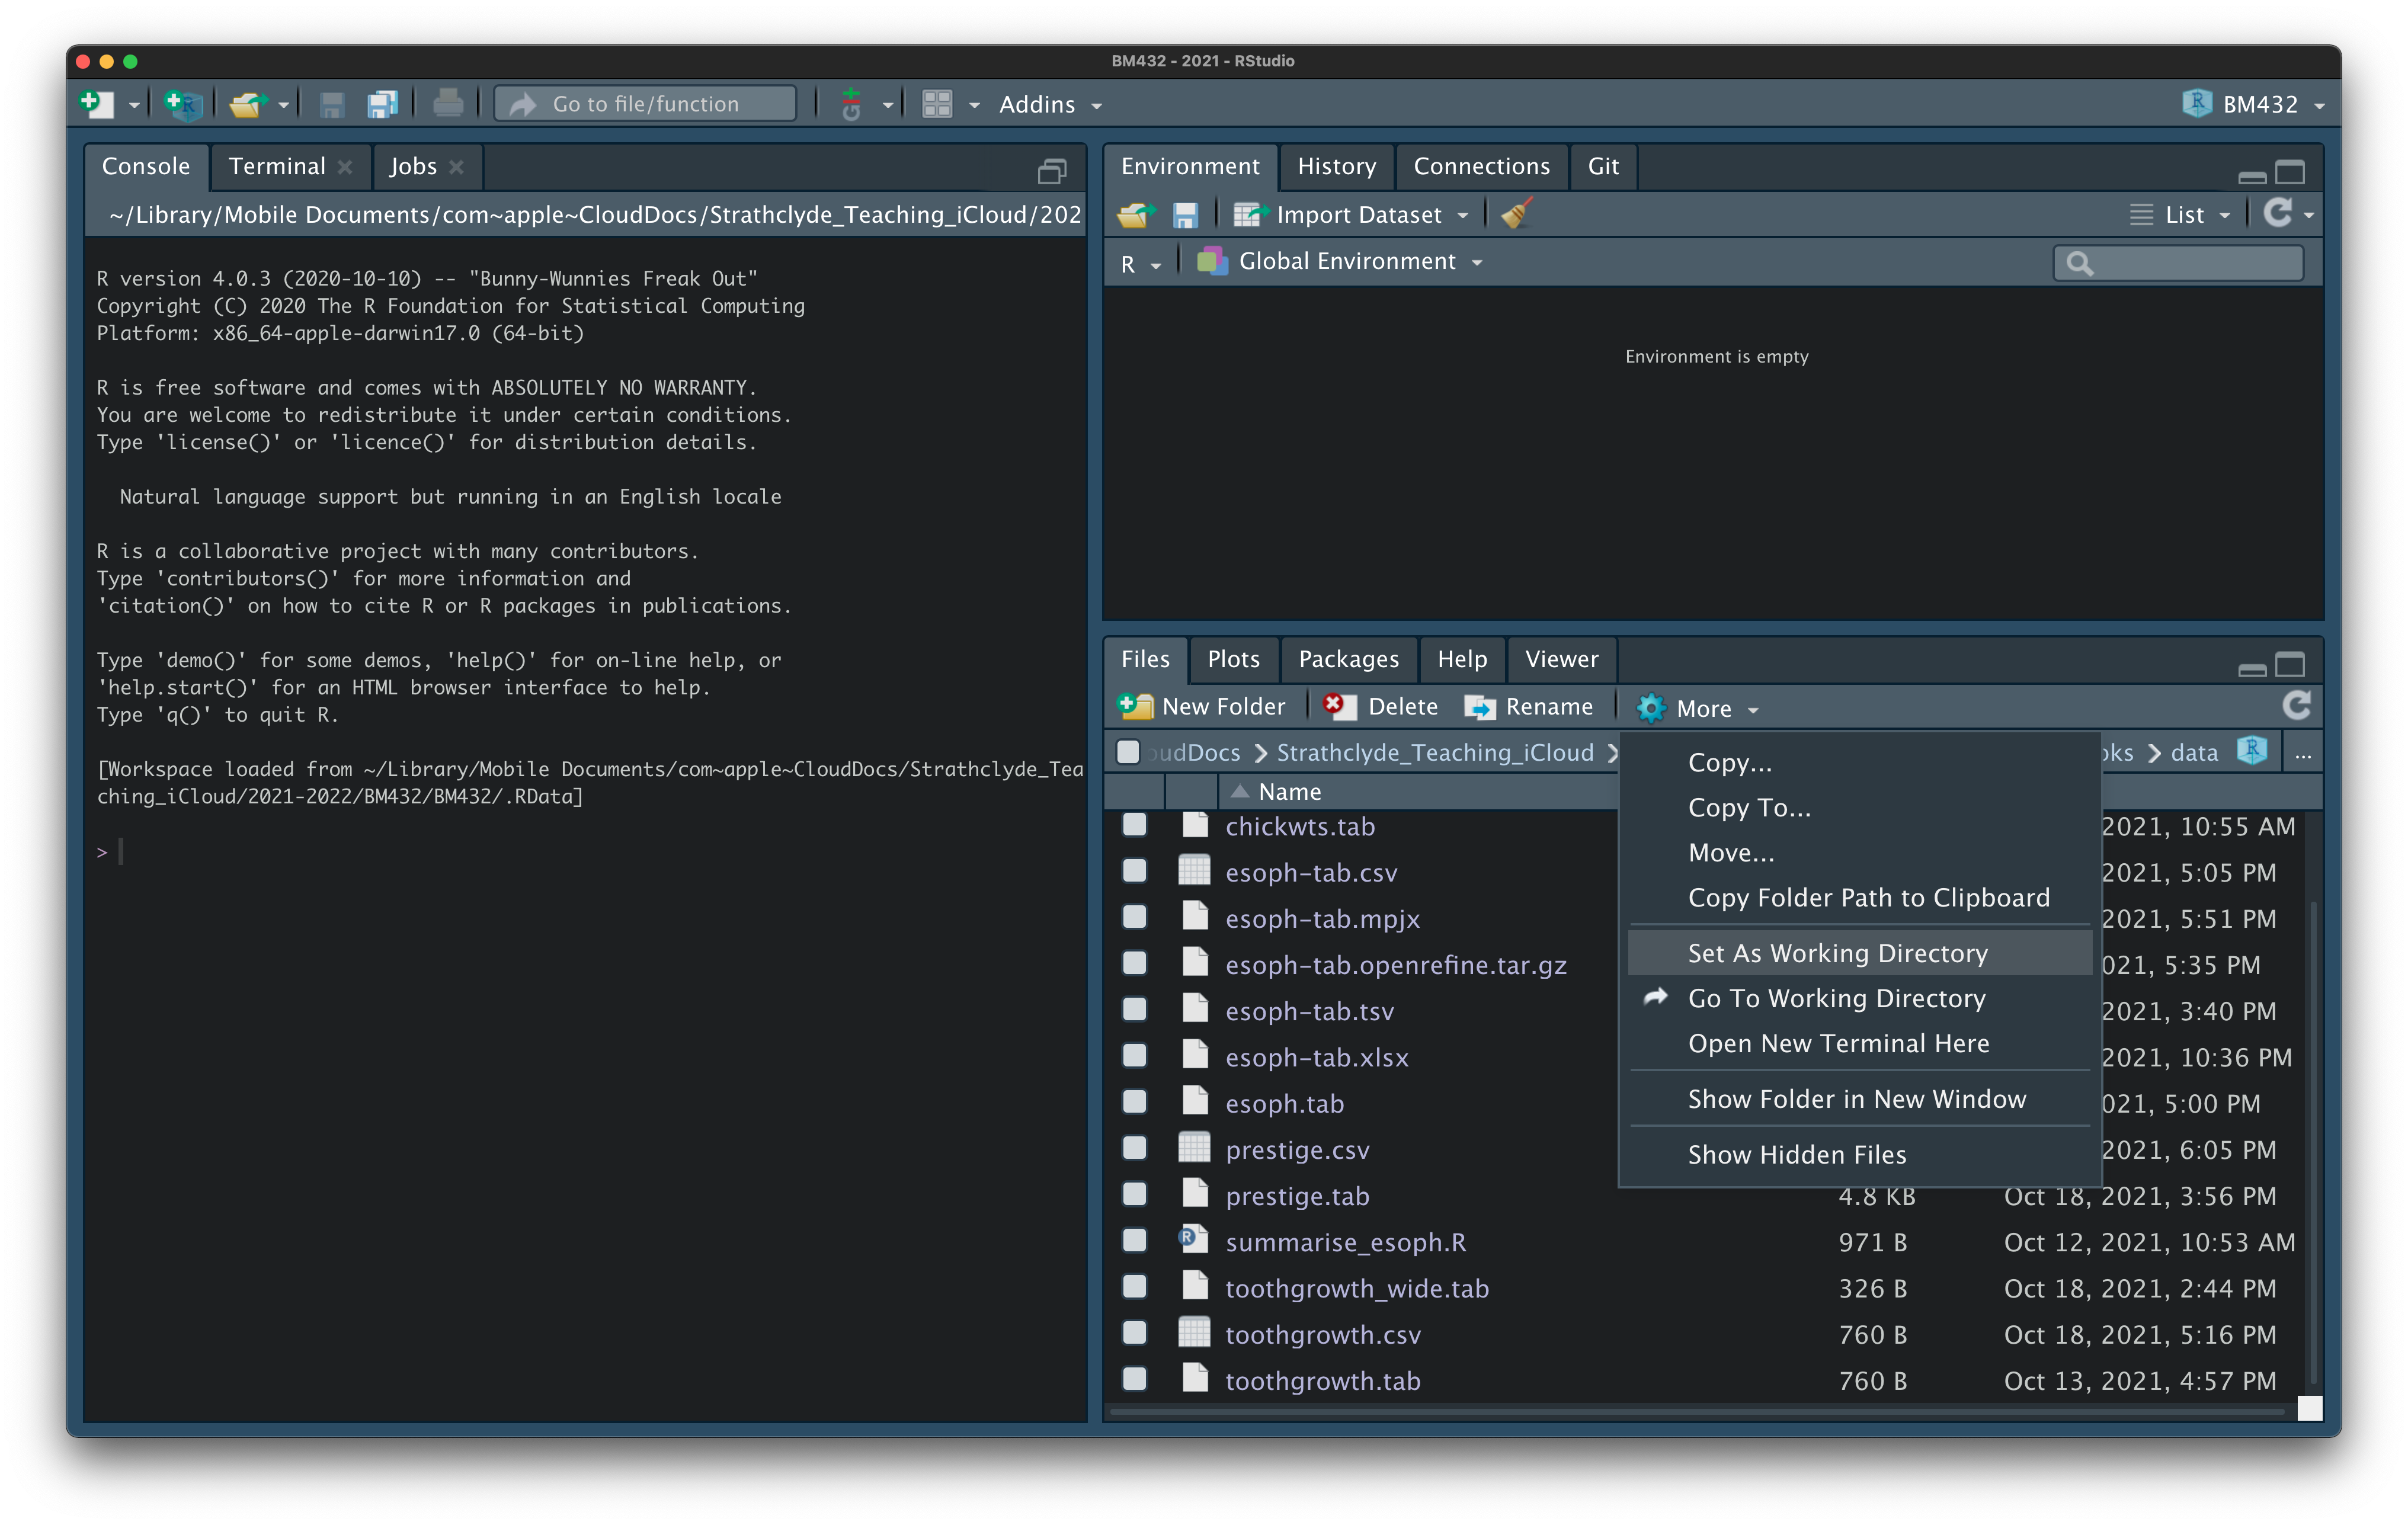 BM432 - 2021 - RStudio
Go to file/function
Addins
BM432
Console Terminal Jobs
~/Library/Mobile Documents/com~apple~CloudDocs/Strathclyde_Teaching_iCloud/202
R version 4.0.3 (2020-10-10) -- "Bunny-Wunnies Freak Out"
Copyright (C) 2020 The R Foundation for Statistical Computing
Platform: x86_64-apple-darwin17.0 (64-bit)
R is free software and comes with ABSOLUTELY NO WARRANTY.
You are welcome to redistribute it under certain conditions.
Type 'license()' or 'licence()' for distribution details.
Natural language support but running in an English locale
R is a collaborative project with many contributors.
Type 'contributors()' for more information and
'citation()' on how to cite R or R packages in publications.
Type 'demo()' for some demos, 'help()' for on-line help, or
'help.start()' for an HTML browser interface to help.
Type 'q()' to quit R.
[Workspace loaded from ~/Library/Mobile Documents/com~apple~CloudDocs/Strathclyde_Tea
ching_iCloud/2021-2022/BM432/BM432/.RData]
>
Environment History Connections Git
Import Dataset
List
R
Global Environment
Environment is empty
Files Plots Packages Help Viewer
New Folder Delete Rename More
oudDocs Strathclyde_Teaching_iCloud oks data ...
Name
chickwts.tab 2021, 10:55 AM
esoph-tab.csv 2021, 5:05 PM
esoph-tab.mpjx 2021, 5:51 PM
esoph-tab.openrefine.tar.gz 021, 5:35 PM
esoph-tab.tsv 2021, 3:40 PM
esoph-tab.xlsx 2021, 10:36 PM
esoph.tab 021, 5:00 PM
prestige.csv 2021, 6:05 PM
prestige.tab 4.8 KB Oct 18, 2021, 3:56 PM
summarise_esoph.R 971 B Oct 12, 2021, 10:53 AM
toothgrowth_wide.tab 326 B Oct 18, 2021, 2:44 PM
toothgrowth.csv 760 B Oct 18, 2021, 5:16 PM
toothgrowth.tab 760 B Oct 13, 2021, 4:57 PM
Copy...
Copy To...
Move...
Copy Folder Path to Clipboard
Set As Working Directory
Go To Working Directory
Open New Terminal Here
Show Folder in New Window
Show Hidden Files